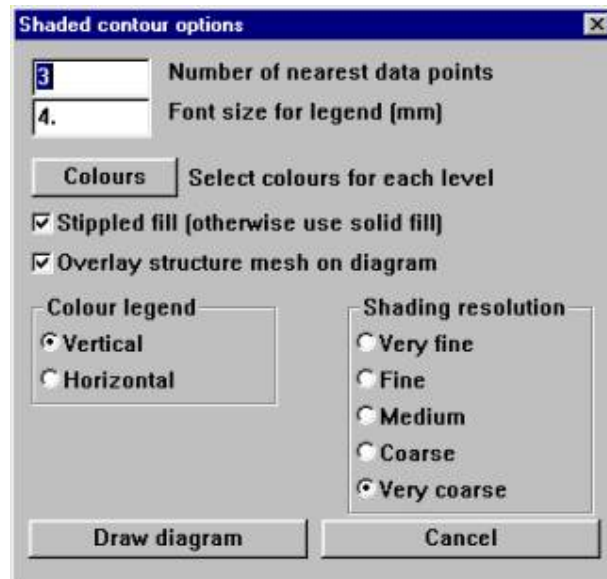 Shaded contour options
3 Number of nearest data points
4. Font size for legend (mm)
Colours Select colours for each level
Stippled fill (otherwise use solid fill)
Overlay structure mesh on diagram
Colour legend
Vertical
Horizontal
Shading resolution
Very fine
Fine
Medium
Coarse
Very coarse
Draw diagram Cancel